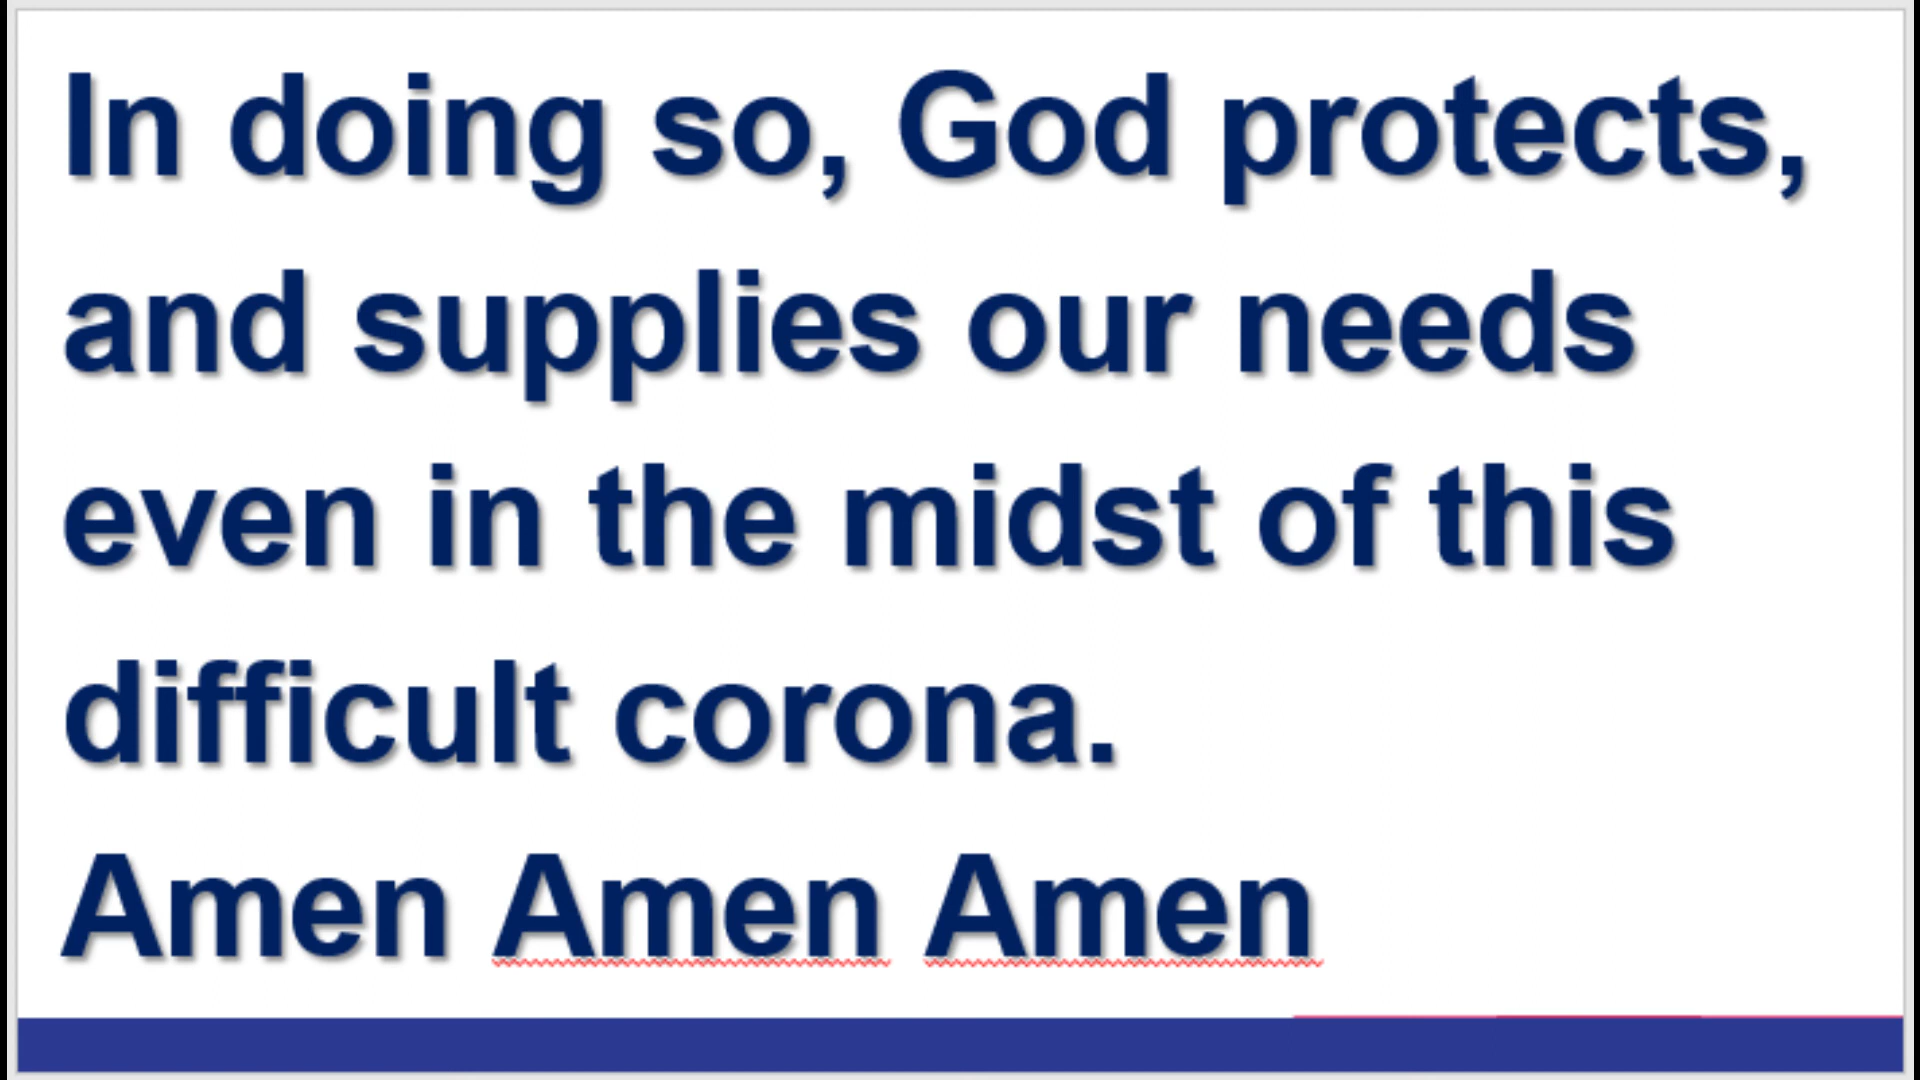 In doing so, God protects,
and supplies our needs
even in the midst of this
difficult corona.
Amen Amen Amen